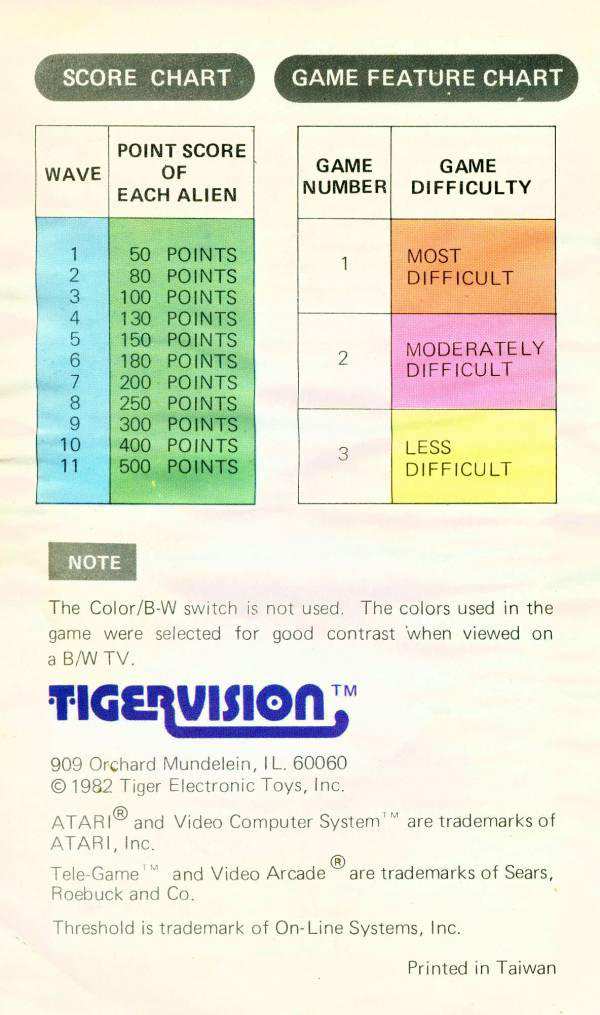 SCORE CHART
WAVE
POINT SCORE
OF
EACH ALIEN
1 50 POINTS
2 80 POINTS
3 100 POINTS
4 130 POINTS
5 150 POINTS
6 180 POINTS
7 200 POINTS
8 250 POINTS
9 300 POINTS
10 400 POINTS
11 500 POINTS
GAME FEATURE CHART
GAME
NUMBER
GAME
DIFFICULTY
1 MOST
DIFFICULT
2 MODERATELY
DIFFICULT
3 LESS
DIFFICULT
NOTE
The Color/B-W switch is not used. The colors used in the
game were selected for good contrast when viewed on
a B/W TV.
TIGERVISION™
909 Orchard Mundelein, IL. 60060
© 1982 Tiger Electronic Toys, Inc.
ATARI® and Video Computer System™ are trademarks of
ATARI, Inc.
Tele-Game™ and Video Arcade® are trademarks of Sears,
Roebuck and Co.
Threshold is trademark of On-Line Systems, Inc.
Printed in Taiwan